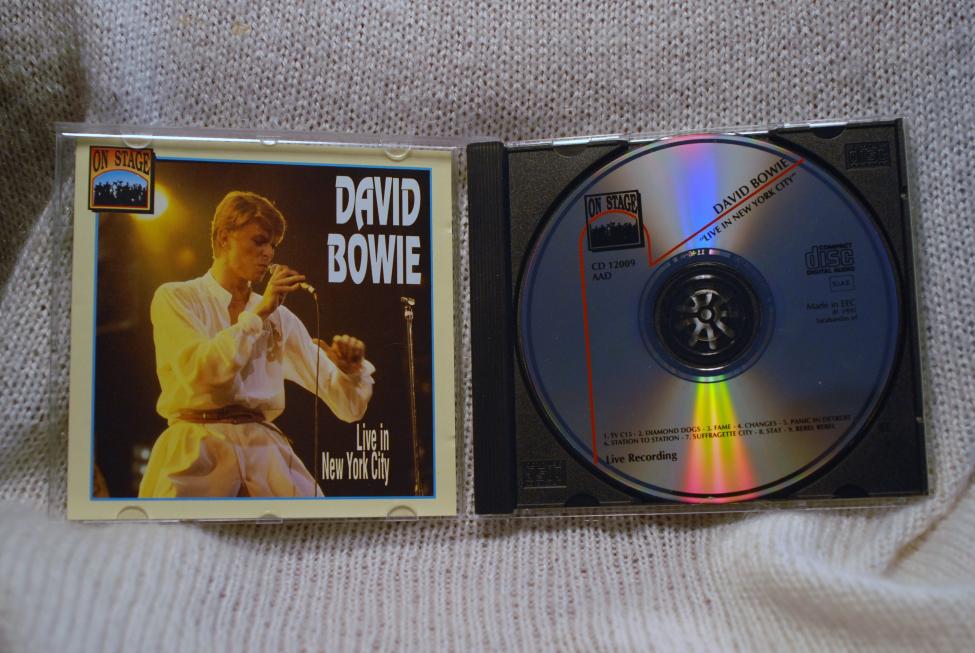 ON STAGE
DAVID
BOWIE
Live in
New York City
ON STAGE
CD 12009
AAD
DAVID BOWIE
"LIVE IN NEW YORK CITY"
COMPACT
disc
DIGITAL AUDIO
S.I.A.E.
Made in EEC
1. TVC15 - 2. DIAMOND DOGS - 3. FAME - 4. CHANGES - 5. PANIC IN DETROIT
6. STATION TO STATION - 7. SUFFRAGETTE CITY - 8. STAY - 9. REBEL REBEL
Live Recording